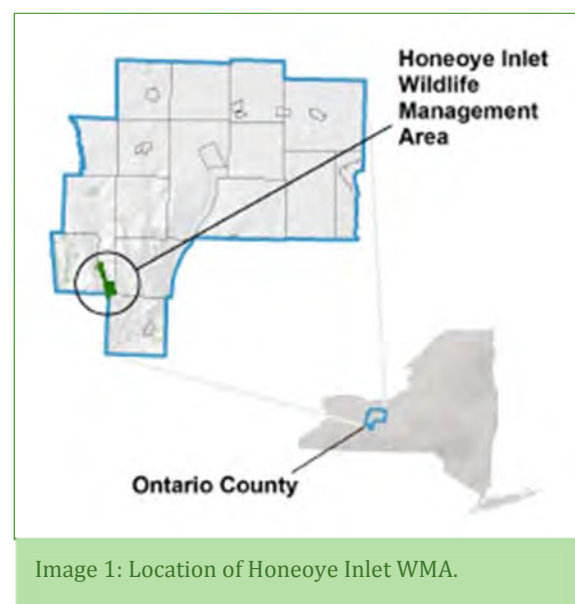 Honeoye Inlet
Wildlife
Management
Area
Ontario County
Image 1: Location of Honeoye Inlet WMA.